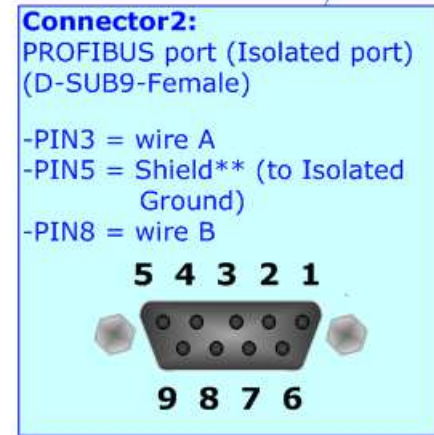 Connector2:
PROFIBUS port (Isolated port)
(D-SUB9-Female)
-PIN3 = wire A
-PIN5 = Shield** (to Isolated
Ground)
-PIN8 = wire B
5 4 3 2 1
9 8 7 6